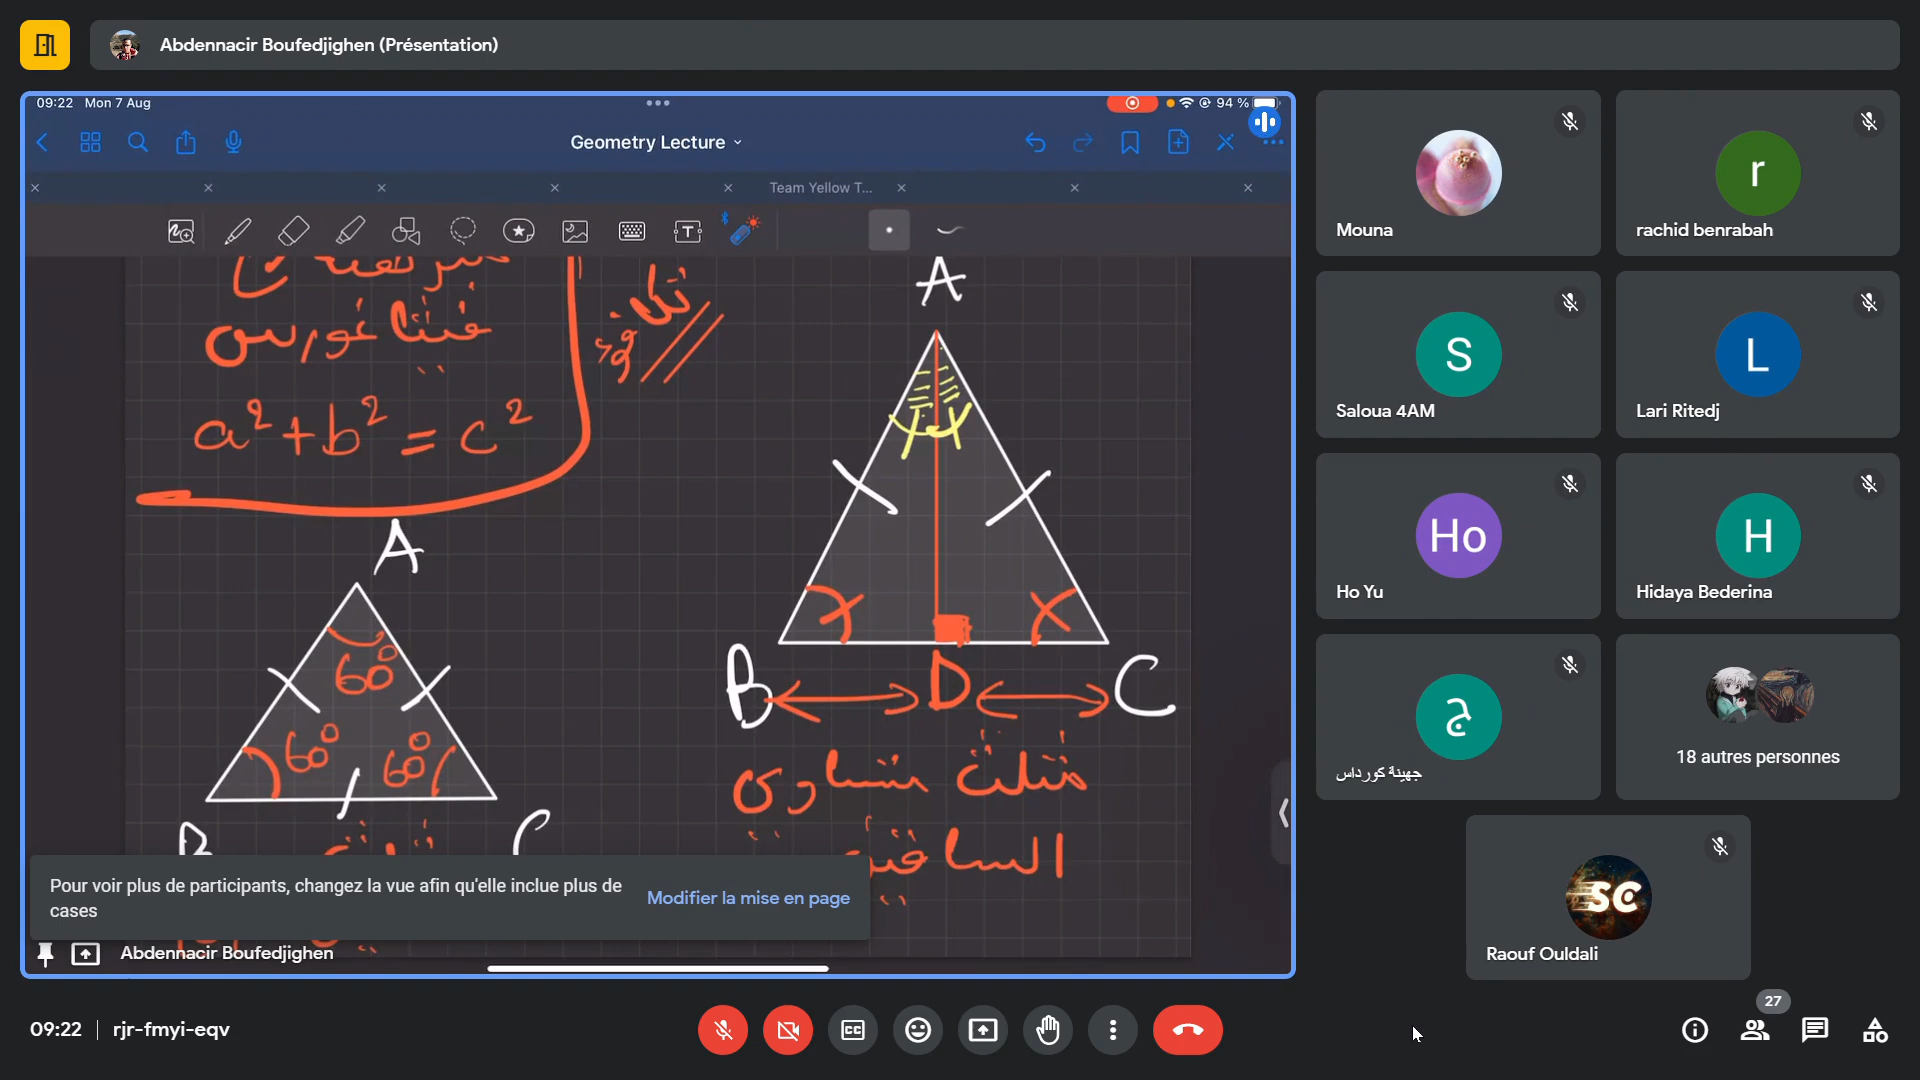 Abdennacir Boufedjighen (Présentation)
09:22 Mon 7 Aug
94 %
Geometry Lecture
Team Yellow T...
فيثاغورس
a² + b² = c²
A
60°
60°
60°
B
C
A
B
D
C
مثلث متساوي
الساقين
Pour voir plus de participants, changez la vue afin qu'elle inclue plus de
cases
Modifier la mise en page
Abdennacir Boufedjighen
Mouna
r
rachid benrabah
S
Saloua 4AM
L
Lari Ritedj
Ho
Ho Yu
H
Hidaya Bederina
ج
جهينة كورداس
18 autres personnes
SC
Raouf Ouldali
09:22 | rjr-fmyi-eqv
27